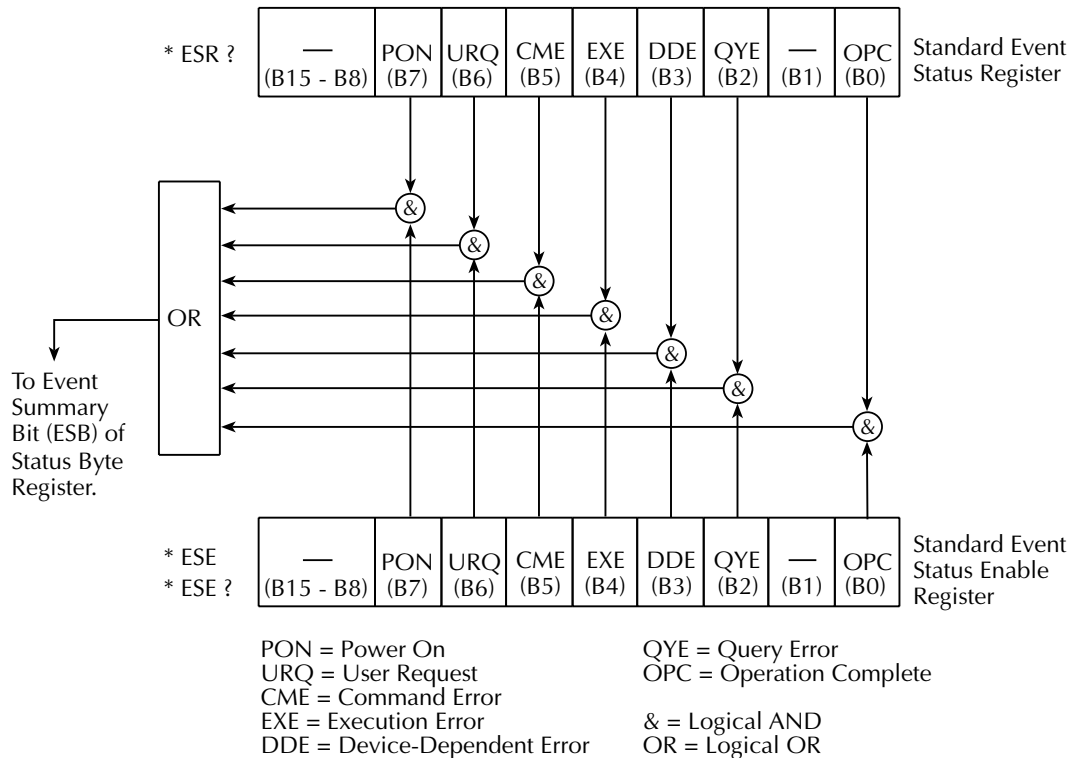 * ESR ?
— PON URQ CME EXE DDE QYE — OPC
(B15 - B8) (B7) (B6) (B5) (B4) (B3) (B2) (B1) (B0)
Standard Event
Status Register
&
&
&
&
&
&
&
OR
To Event
Summary
Bit (ESB) of
Status Byte
Register.
* ESE
* ESE ?
— PON URQ CME EXE DDE QYE — OPC
(B15 - B8) (B7) (B6) (B5) (B4) (B3) (B2) (B1) (B0)
Standard Event
Status Enable
Register
PON = Power On
URQ = User Request
CME = Command Error
EXE = Execution Error
DDE = Device-Dependent Error
QYE = Query Error
OPC = Operation Complete
& = Logical AND
OR = Logical OR